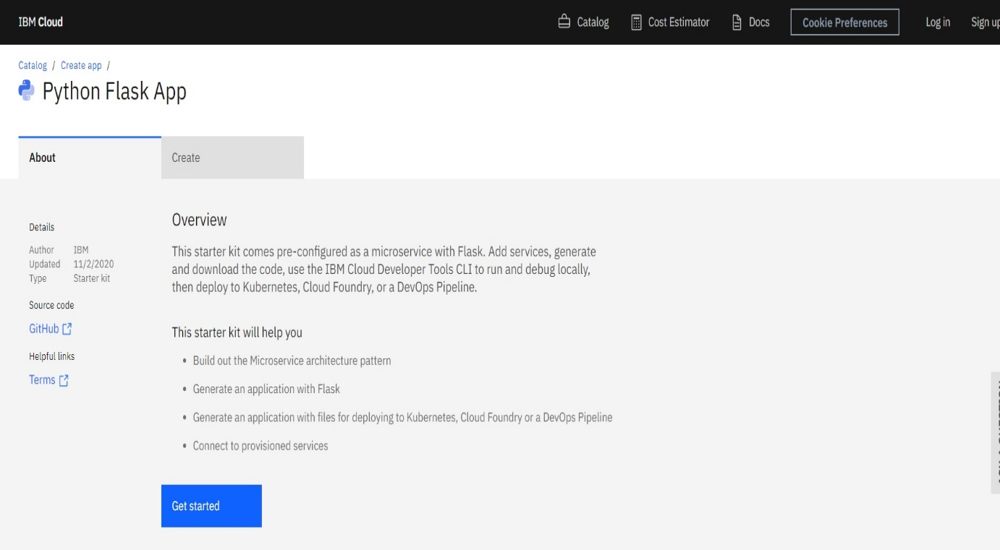 IBM Cloud
Catalog
Cost Estimator
Docs
Cookie Preferences
Log in
Sign up
Catalog / Create app /
Python Flask App
About
Create
Details
Author IBM
Updated 11/2/2020
Type Starter kit
Source code
GitHub
Helpful links
Terms
Overview
This starter kit comes pre-configured as a microservice with Flask. Add services, generate
and download the code, use the IBM Cloud Developer Tools CLI to run and debug locally,
then deploy to Kubernetes, Cloud Foundry, or a DevOps Pipeline.
This starter kit will help you
• Build out the Microservice architecture pattern
• Generate an application with Flask
• Generate an application with files for deploying to Kubernetes, Cloud Foundry or a DevOps Pipeline
• Connect to provisioned services
Get started